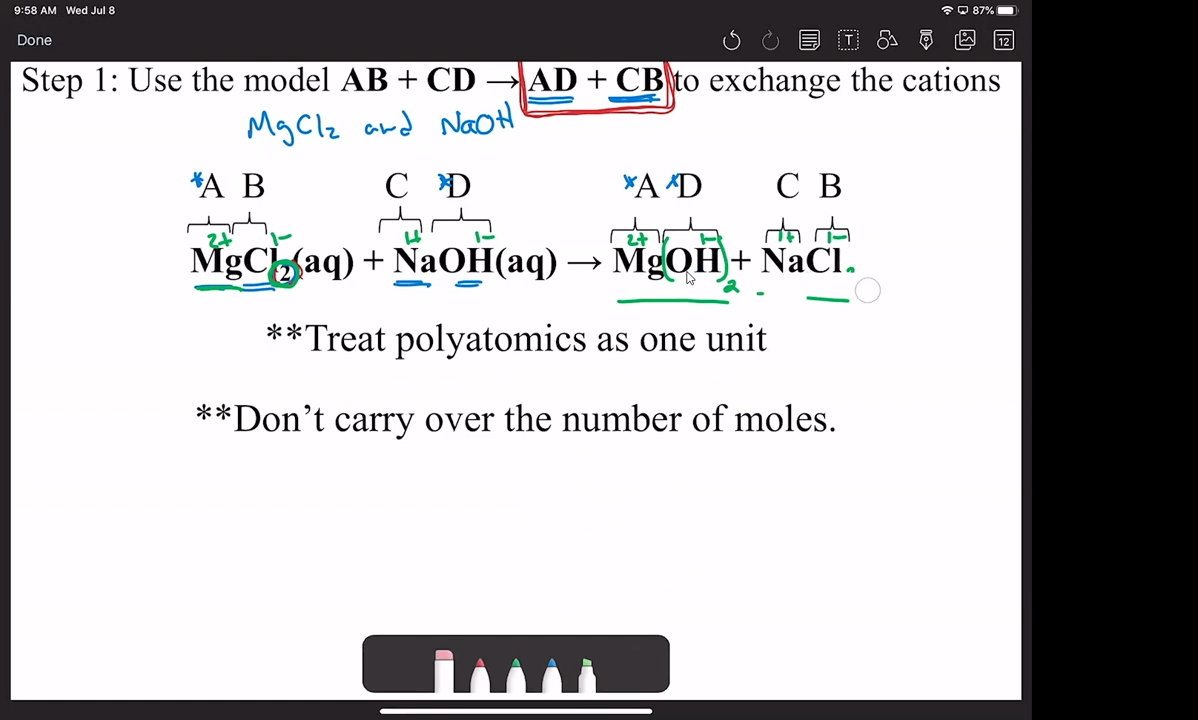 9:58 AM Wed Jul 8 87%
Done T 12
Step 1: Use the model AB + CD → AD + CB to exchange the cations
MgCl2 and NaOH
*A B C *D *A *D C B
2+ 1- 1+ 1- 2+ 1- 1+ 1-
MgCl2(aq) + NaOH(aq) → Mg(OH)2 + NaCl.
**Treat polyatomics as one unit
**Don’t carry over the number of moles.